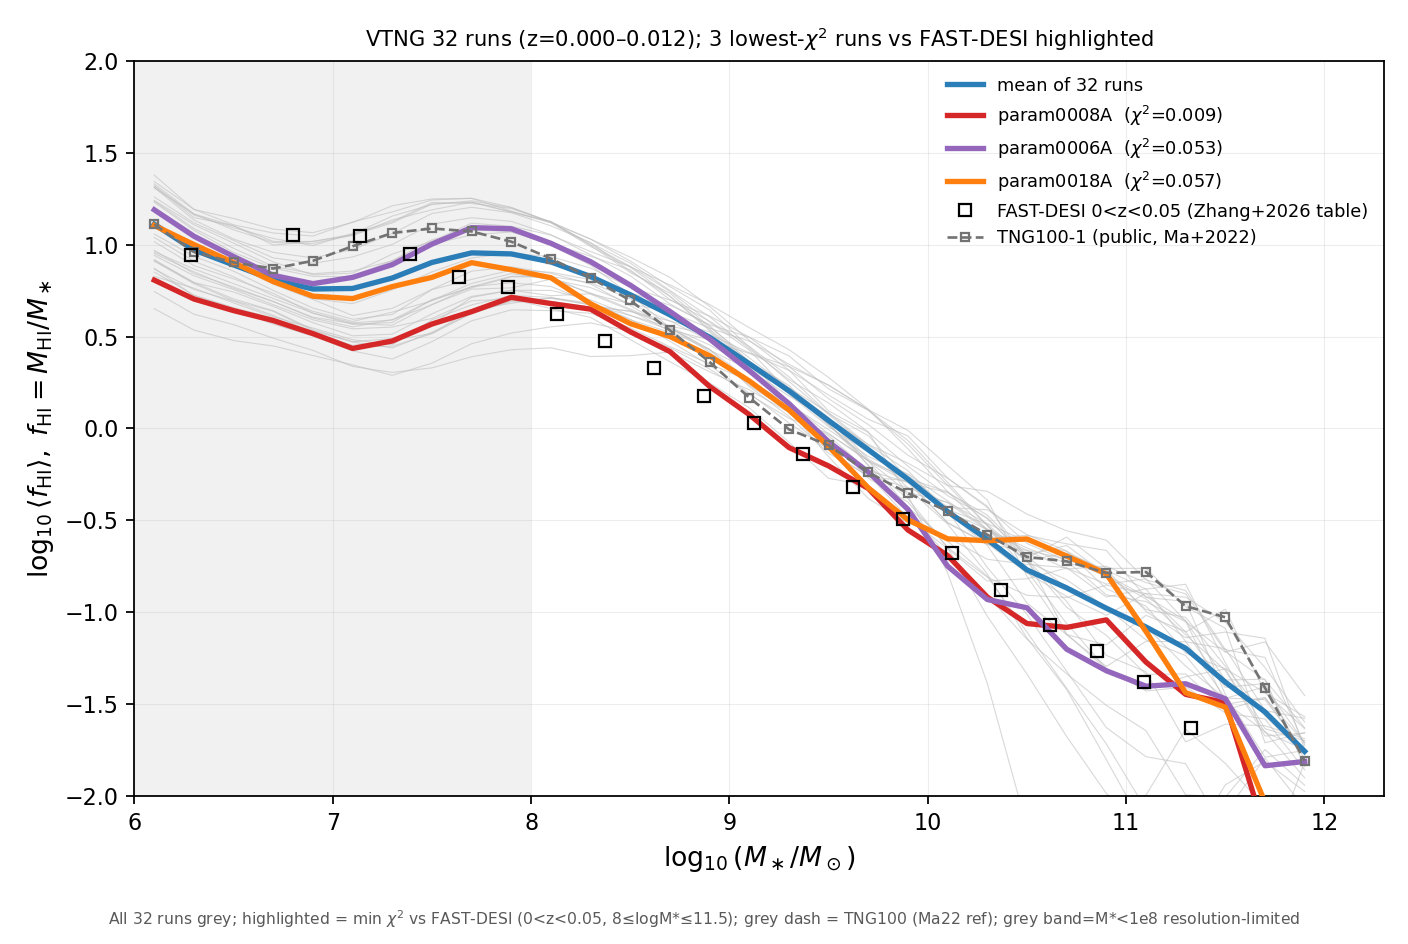 VTNG 32 runs (z=0.000–0.012); 3 lowest-χ² runs vs FAST-DESI highlighted
mean of 32 runs
param0008A (χ²=0.009)
param0006A (χ²=0.053)
param0018A (χ²=0.057)
FAST-DESI 0<z<0.05 (Zhang+2026 table)
TNG100-1 (public, Ma+2022)
log₁₀⟨f_HI⟩, f_HI = M_HI/M∗
2.0
1.5
1.0
0.5
0.0
−0.5
−1.0
−1.5
−2.0
6 7 8 9 10 11 12
log₁₀(M∗/M⊙)
All 32 runs grey; highlighted = min χ² vs FAST-DESI (0<z<0.05, 8≤logM*≤11.5); grey dash = TNG100 (Ma22 ref); grey band=M*<1e8 resolution-limited